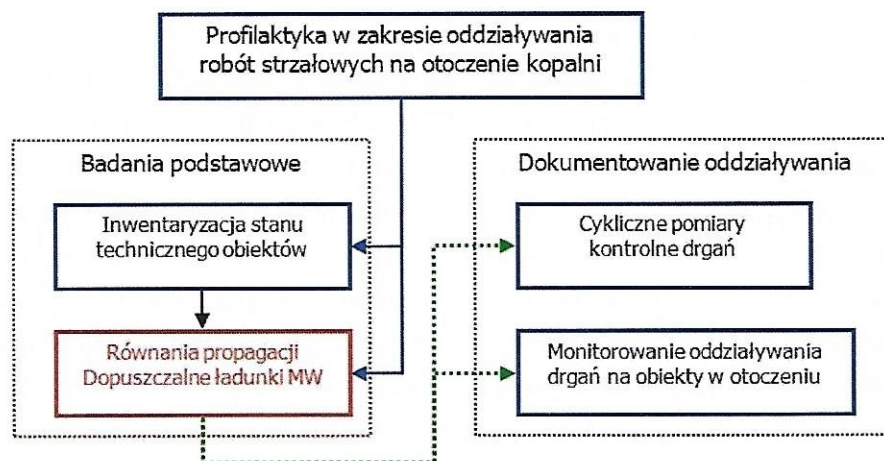 Profilaktyka w zakresie oddziaływania
robót strzałowych na otoczenie kopalni
Badania podstawowe
Inwentaryzacja stanu
technicznego obiektów
Równania propagacji
Dopuszczalne ładunki MW
Dokumentowanie oddziaływania
Cykliczne pomiary
kontrolne drgań
Monitorowanie oddziaływania
drgań na obiekty w otoczeniu